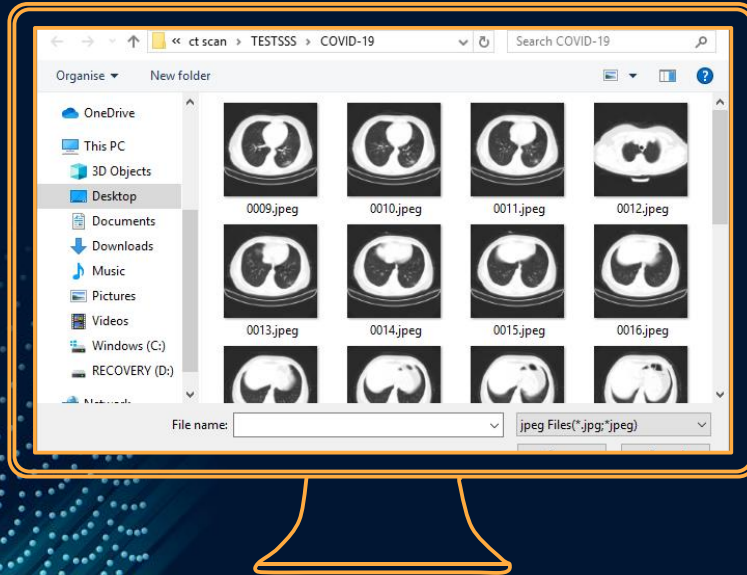 « ct scan › TESTSSS › COVID-19
Search COVID-19
Organise
New folder
OneDrive
This PC
3D Objects
Desktop
Documents
Downloads
Music
Pictures
Videos
Windows (C:)
RECOVERY (D:)
0009.jpeg 0010.jpeg 0011.jpeg 0012.jpeg
0013.jpeg 0014.jpeg 0015.jpeg 0016.jpeg
File name:
jpeg Files(*.jpg;*jpeg)